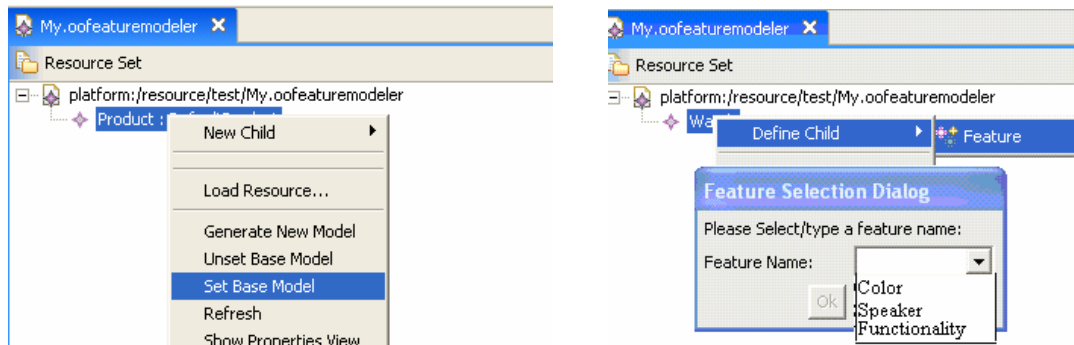 My.oofeaturemodeler
Resource Set
platform:/resource/test/My.oofeaturemodeler
Product :
New Child
Load Resource...
Generate New Model
Unset Base Model
Set Base Model
Refresh
Show Properties View
My.oofeaturemodeler
Resource Set
platform:/resource/test/My.oofeaturemodeler
Define Child
Feature
Feature Selection Dialog
Please Select/type a feature name:
Feature Name:
Ok
Color
Speaker
Functionality